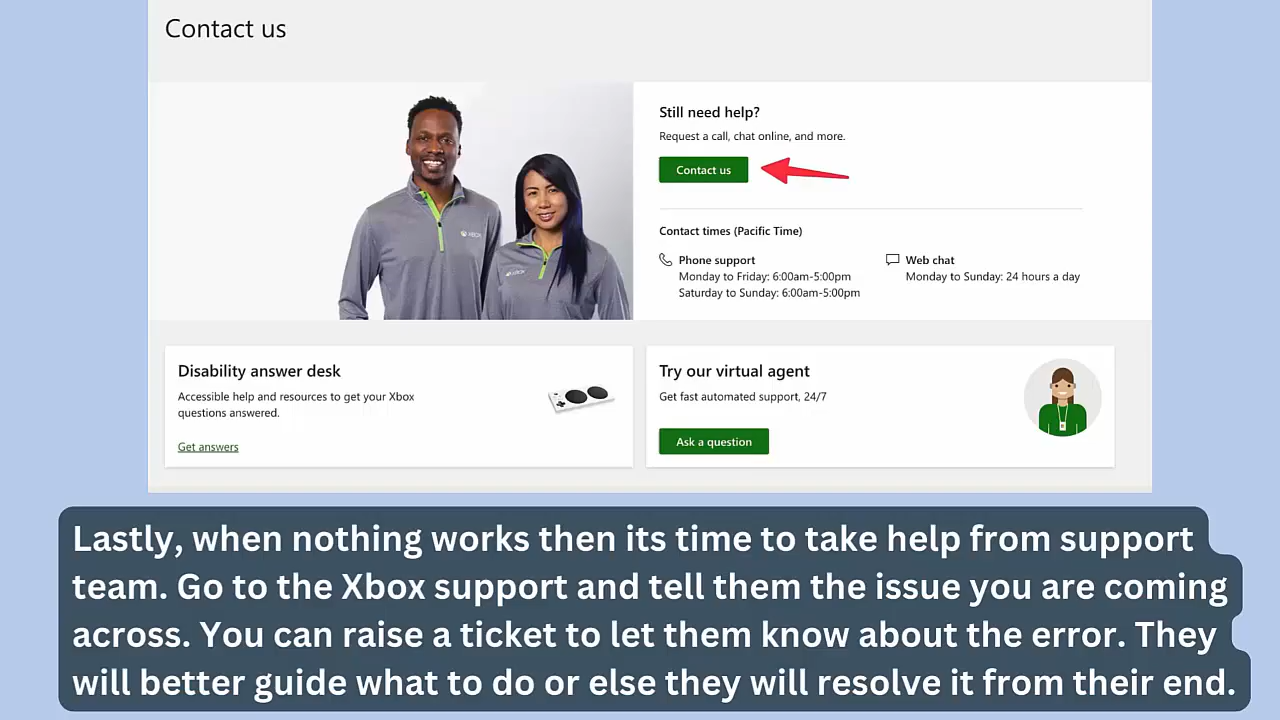 Contact us
Still need help?
Request a call, chat online, and more.
Contact us
Contact times (Pacific Time)
Phone support
Monday to Friday: 6:00am-5:00pm
Saturday to Sunday: 6:00am-5:00pm
Web chat
Monday to Sunday: 24 hours a day
XBOX
XBOX
Disability answer desk
Accessible help and resources to get your Xbox
questions answered.
Get answers
Try our virtual agent
Get fast automated support, 24/7
Ask a question
Lastly, when nothing works then its time to take help from support
team. Go to the Xbox support and tell them the issue you are coming
across. You can raise a ticket to let them know about the error. They
will better guide what to do or else they will resolve it from their end.